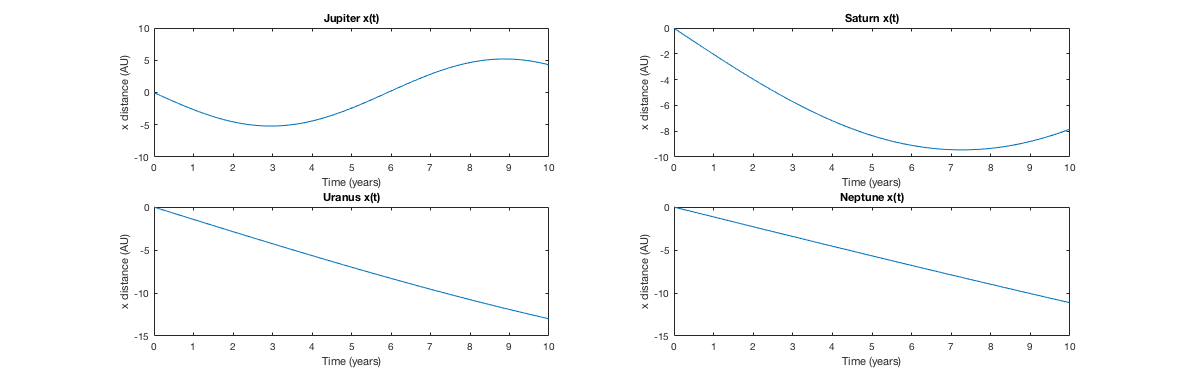 Jupiter x(t)
10
5
0
-5
-10
x distance (AU)
0 1 2 3 4 5 6 7 8 9 10
Time (years)
Saturn x(t)
0
-2
-4
-6
-8
-10
x distance (AU)
0 1 2 3 4 5 6 7 8 9 10
Time (years)
Uranus x(t)
0
-5
-10
-15
x distance (AU)
0 1 2 3 4 5 6 7 8 9 10
Time (years)
Neptune x(t)
0
-5
-10
-15
x distance (AU)
0 1 2 3 4 5 6 7 8 9 10
Time (years)